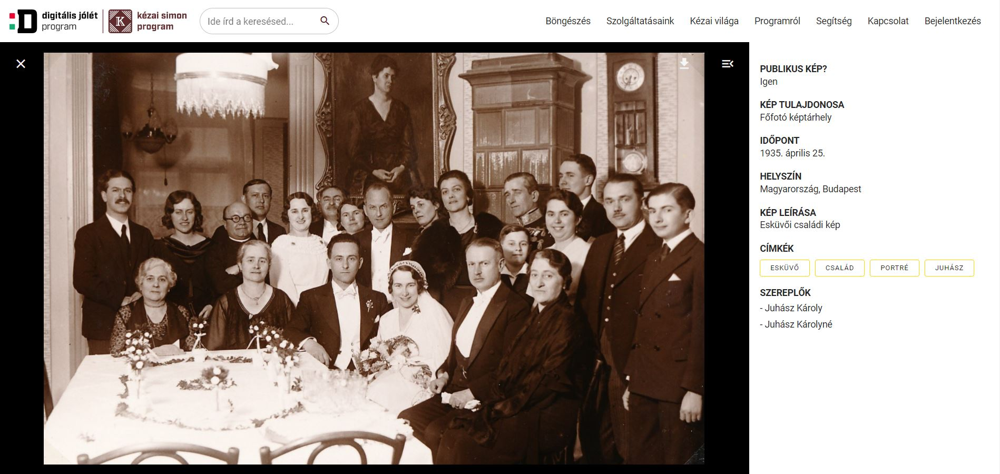 digitális jólét
program
K
kézai simon
program
Ide írd a keresésed...
Böngészés
Szolgáltatásaink
Kézai világa
Programról
Segítség
Kapcsolat
Bejelentkezés
PUBLIKUS KÉP?
Igen
KÉP TULAJDONOSA
Főfotó képtárhely
IDŐPONT
1935. április 25.
HELYSZÍN
Magyarország, Budapest
KÉP LEÍRÁSA
Esküvői családi kép
CÍMKÉK
ESKÜVŐ
CSALÁD
PORTRÉ
JUHÁSZ
SZEREPLŐK
- Juhász Károly
- Juhász Károlyné